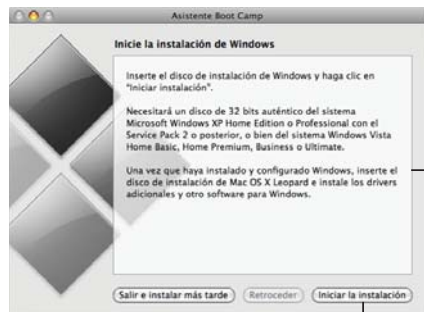 Asistente Boot Camp
Inicie la instalación de Windows
Inserte el disco de instalación de Windows y haga clic en
"Iniciar instalación".
Necesitará un disco de 32 bits auténtico del sistema
Microsoft Windows XP Home Edition o Professional con el
Service Pack 2 o posterior, o bien del sistema Windows Vista
Home Basic, Home Premium, Business o Ultimate.
Una vez que haya instalado y configurado Windows, inserte el
disco de instalación de Mac OS X Leopard e instale los drivers
adicionales y otro software para Windows.
Salir e instalar más tarde
Retroceder
Iniciar la instalación